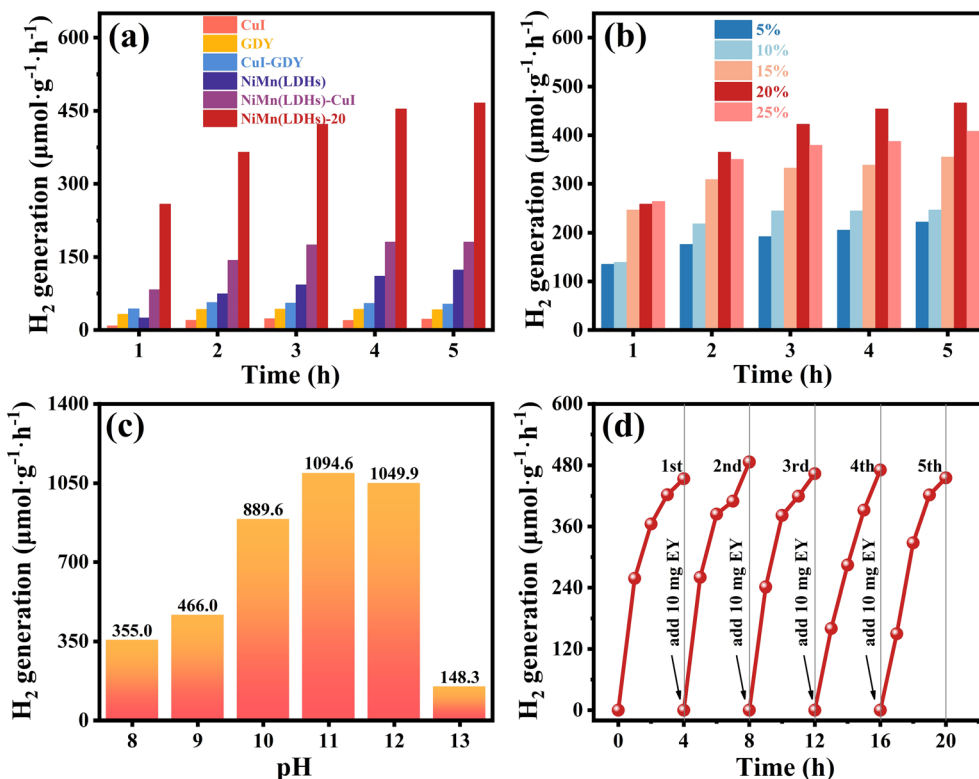 (a)
CuI
GDY
CuI-GDY
NiMn(LDHs)
NiMn(LDHs)-CuI
NiMn(LDHs)-20
H₂ generation (μmol·g⁻¹·h⁻¹)
600
450
300
150
0
1 2 3 4 5
Time (h)
(b)
5%
10%
15%
20%
25%
H₂ generation (μmol·g⁻¹·h⁻¹)
600
500
400
300
200
100
0
1 2 3 4 5
Time (h)
(c)
H₂ generation (μmol·g⁻¹·h⁻¹)
1400
1050
700
350
0
355.0
466.0
889.6
1094.6
1049.9
148.3
8 9 10 11 12 13
pH
(d)
H₂ generation (μmol·g⁻¹·h⁻¹)
600
480
360
240
120
0
1st 2nd 3rd 4th 5th
add 10 mg EY
add 10 mg EY
add 10 mg EY
add 10 mg EY
0 4 8 12 16 20
Time (h)